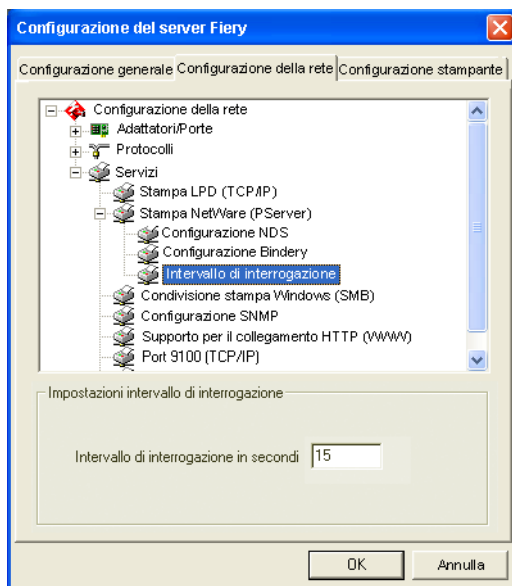 Configurazione del server Fiery
Configurazione generale Configurazione della rete Configurazione stampante
Configurazione della rete
Adattatori/Porte
Protocolli
Servizi
Stampa LPD (TCP/IP)
Stampa NetWare (PServer)
Configurazione NDS
Configurazione Bindery
Intervallo di interrogazione
Condivisione stampa Windows (SMB)
Configurazione SNMP
Supporto per il collegamento HTTP (WWW)
Port 9100 (TCP/IP)
Impostazioni intervallo di interrogazione
Intervallo di interrogazione in secondi 15
OK Annulla